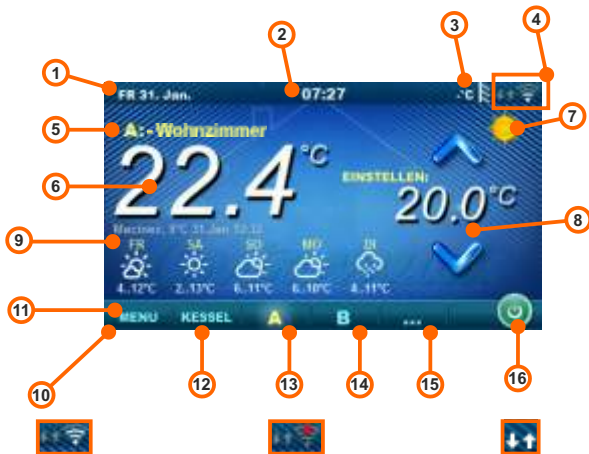 1
2
3
4
FR 31. Jan.
07:27
-°C
5
A:-Wohnzimmer
7
6
22.4°C
EINSTELLEN:
20.0°C
8
9
FR SA SO MO DI
4..12°C 2..13°C 6..11°C 6..10°C 4..11°C
11
MENU KESSEL A B ...
10
12
13
14
15
16